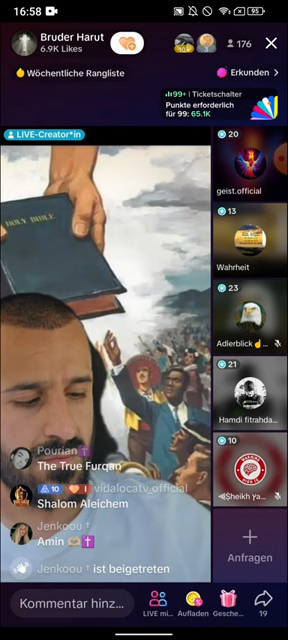 16:58
95
Bruder Harut
6.9K Likes
176
Wöchentliche Rangliste
Erkunden >
99+ | Ticketschalter
Punkte erforderlich
für 99: 65.1K
LIVE-Creator*in
20
geist.official
13
Wahrheit
23
Adlerblick☝️...
21
Hamdi fitrahda...
10
Sheikh ya...
HOLY BIBLE
Pourian✝️
The True Furqan
10 I vidalocatv_official
Shalom Aleichem
Jenkoou †
Amin 🫶✝️
Jenkoou † ist beigetreten
+
Anfragen
Kommentar hinz...
LIVE mi...
Aufladen
Gesche...
19